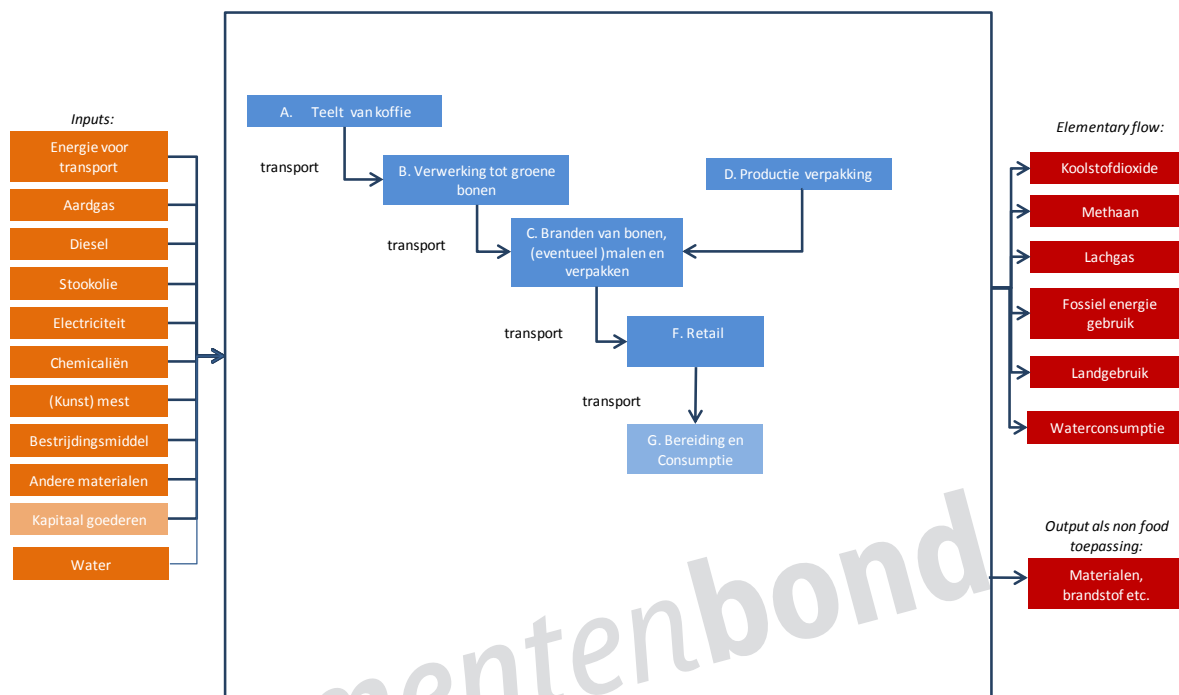 Inputs:
Energie voor
transport
Aardgas
Diesel
Stookolie
Electriciteit
Chemicaliën
(Kunst) mest
Bestrijdingsmiddel
Andere materialen
Kapitaal goederen
Water
A. Teelt van koffie
transport
B. Verwerking tot groene
bonen
D. Productie verpakking
transport
C. Branden van bonen,
(eventueel )malen en
verpakken
transport
F. Retail
transport
G. Bereiding en
Consumptie
Elementary flow:
Koolstofdioxide
Methaan
Lachgas
Fossiel energie
gebruik
Landgebruik
Waterconsumptie
Output als non food
toepassing:
Materialen,
brandstof etc.
mentenbond